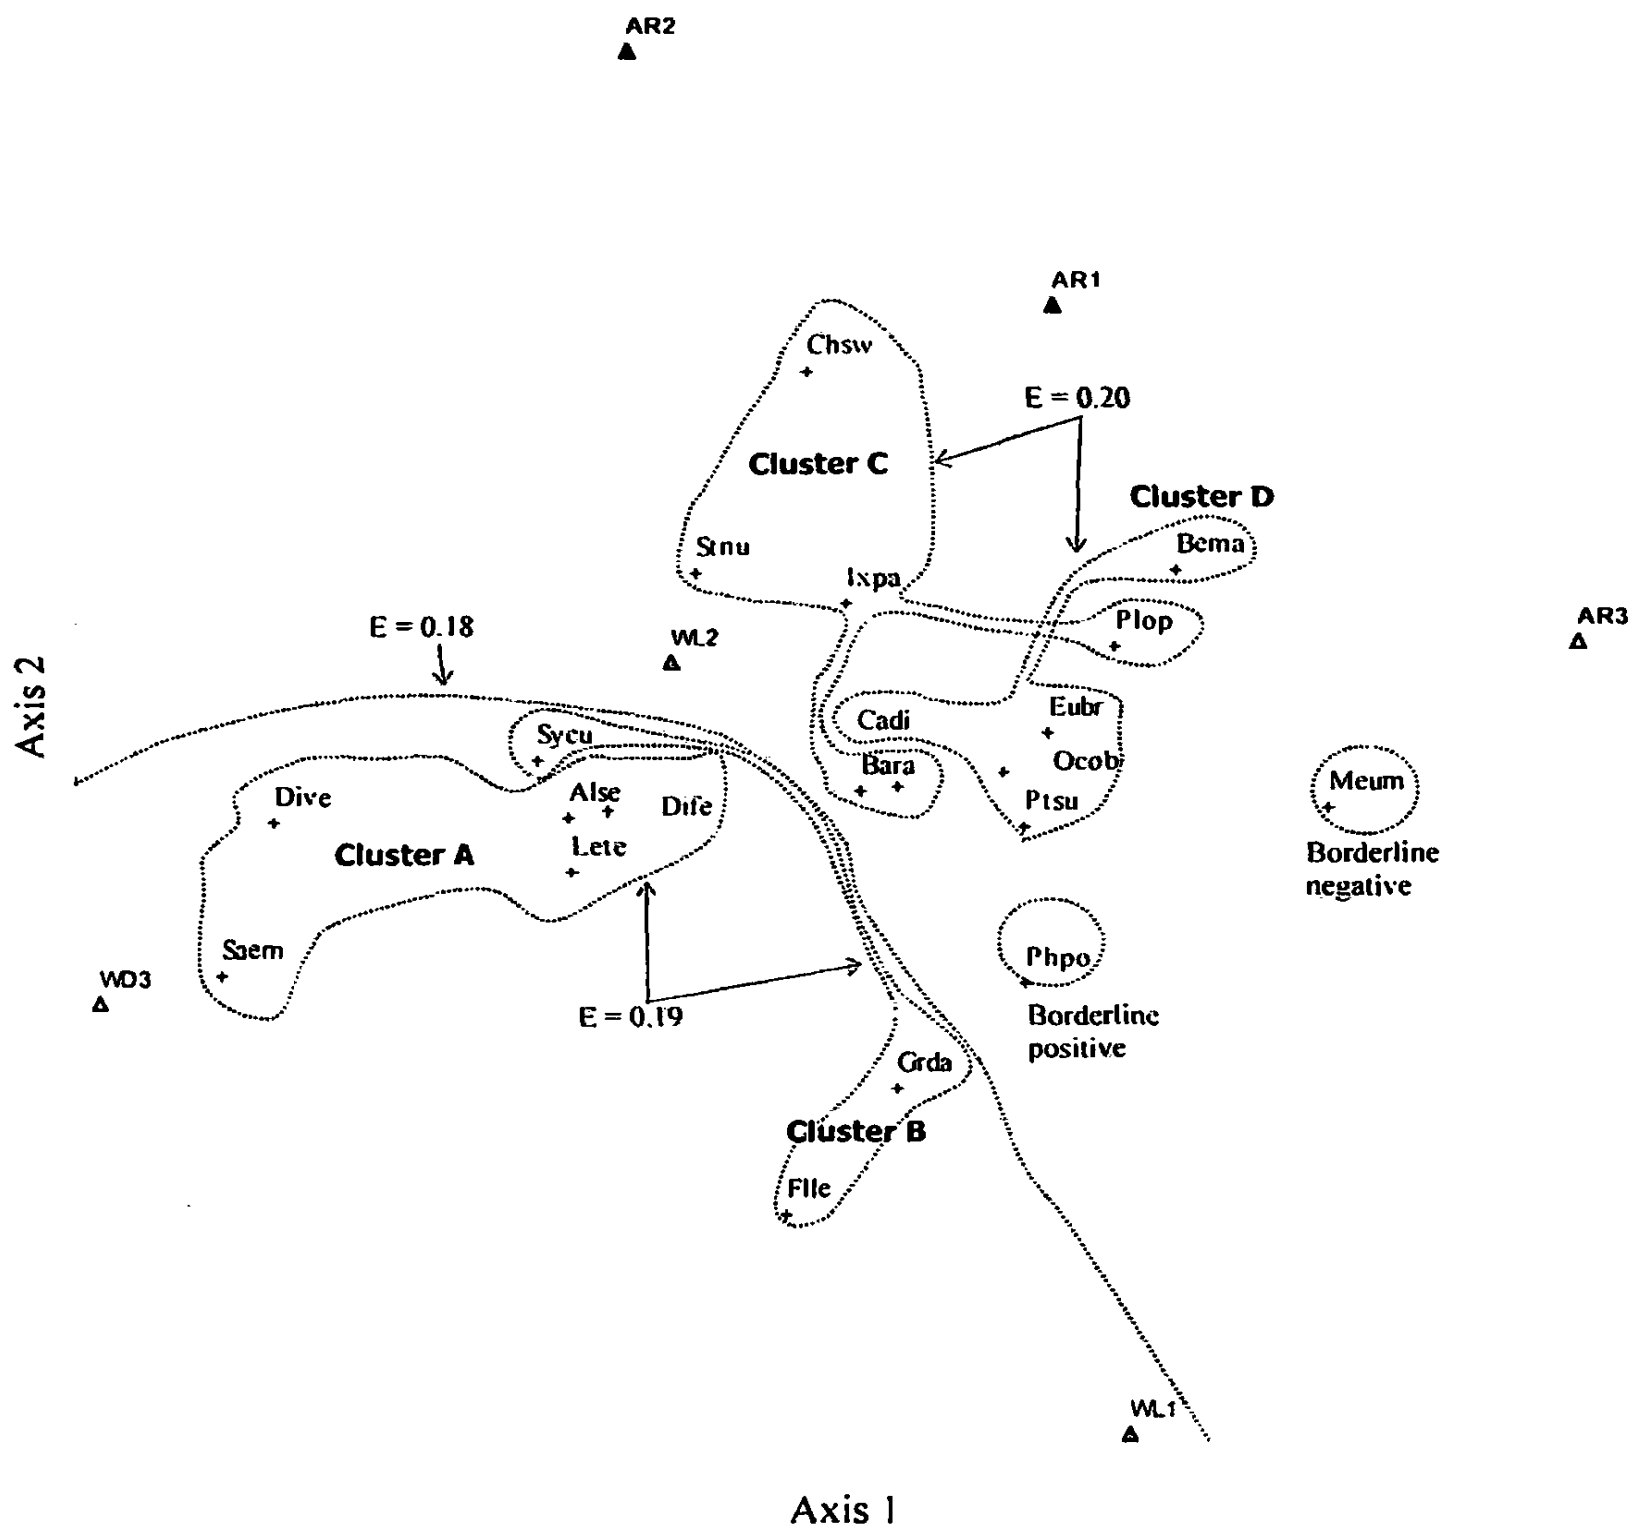 AR2
AR1
Chsw
E = 0.20
Cluster C
Cluster D
Stnu
Bema
Ixpa
Plop
E = 0.18
WL2
AR3
Axis 2
Sycu
Cadi
Eubr
Bara
Ocob
Dive
Alse
Dife
Ptsu
Meum
Cluster A
Lete
Borderline
negative
Saem
Phpo
WD3
E = 0.19
Borderline
positive
Grda
Cluster B
Flle
WL1
Axis 1